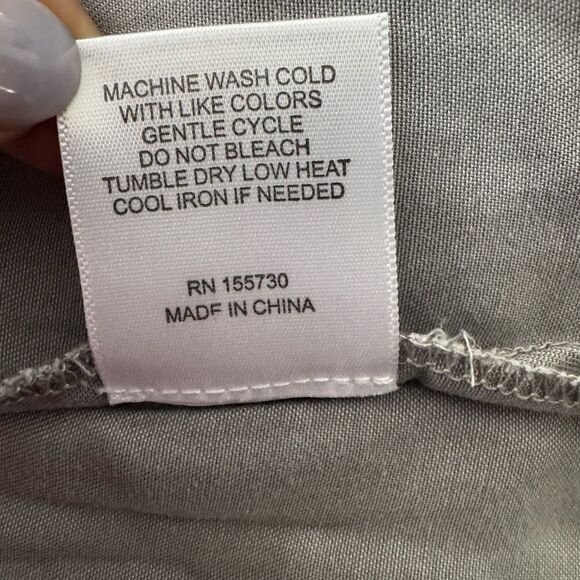 MACHINE WASH COLD
WITH LIKE COLORS
GENTLE CYCLE
DO NOT BLEACH
TUMBLE DRY LOW HEAT
COOL IRON IF NEEDED
RN 155730
MADE IN CHINA